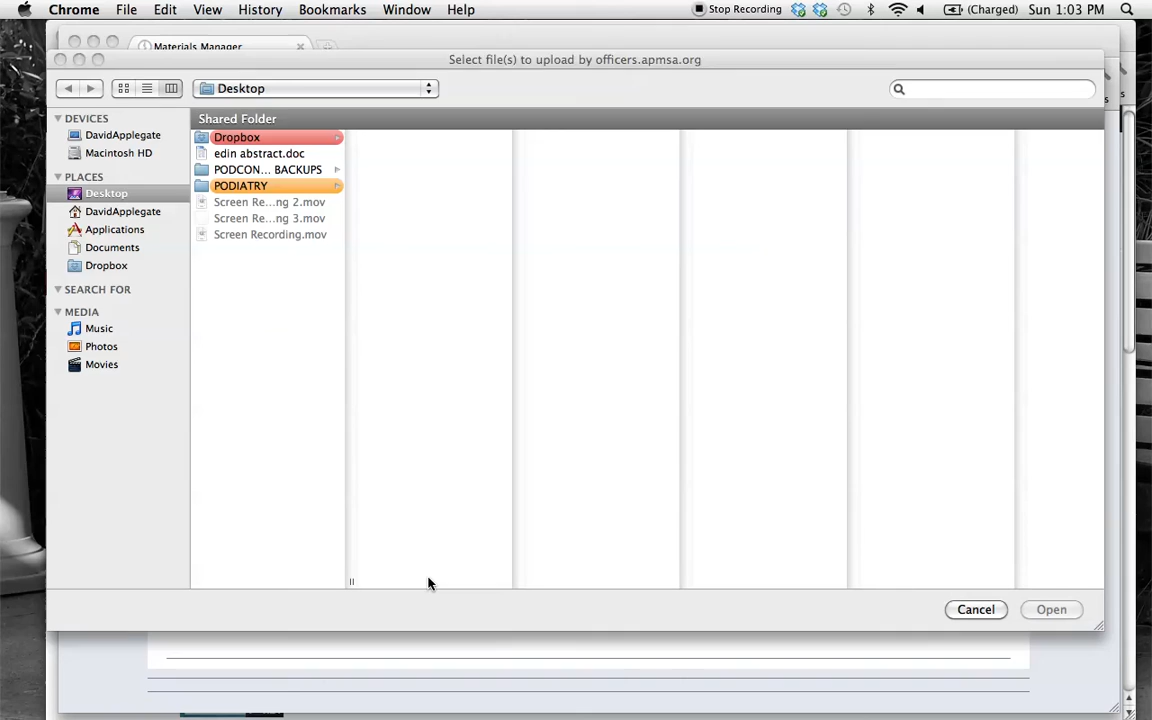 Chrome File Edit View History Bookmarks Window Help Stop Recording (Charged) Sun 1:03 PM
Materials Manager
Select file(s) to upload by officers.apmsa.org
Desktop
DEVICES
DavidApplegate
Macintosh HD
PLACES
Desktop
DavidApplegate
Applications
Documents
Dropbox
SEARCH FOR
MEDIA
Music
Photos
Movies
Shared Folder
Dropbox
edin abstract.doc
PODCON... BACKUPS
PODIATRY
Screen Re...ng 2.mov
Screen Re...ng 3.mov
Screen Recording.mov
Cancel Open